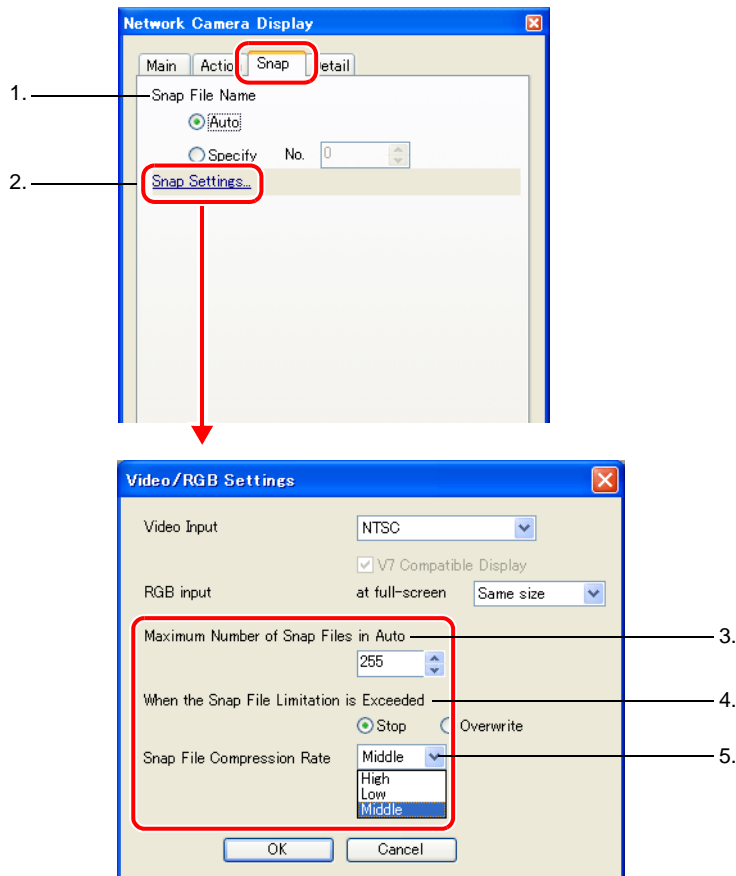 Network Camera Display
Main Action Snap Detail
1. Snap File Name
Auto
Specify No. 0
2. Snap Settings...
Video/RGB Settings
Video Input NTSC
V7 Compatible Display
RGB input at full-screen Same size
Maximum Number of Snap Files in Auto 3.
255
When the Snap File Limitation is Exceeded 4.
Stop Overwrite
Snap File Compression Rate Middle 5.
High
Low
Middle
OK Cancel